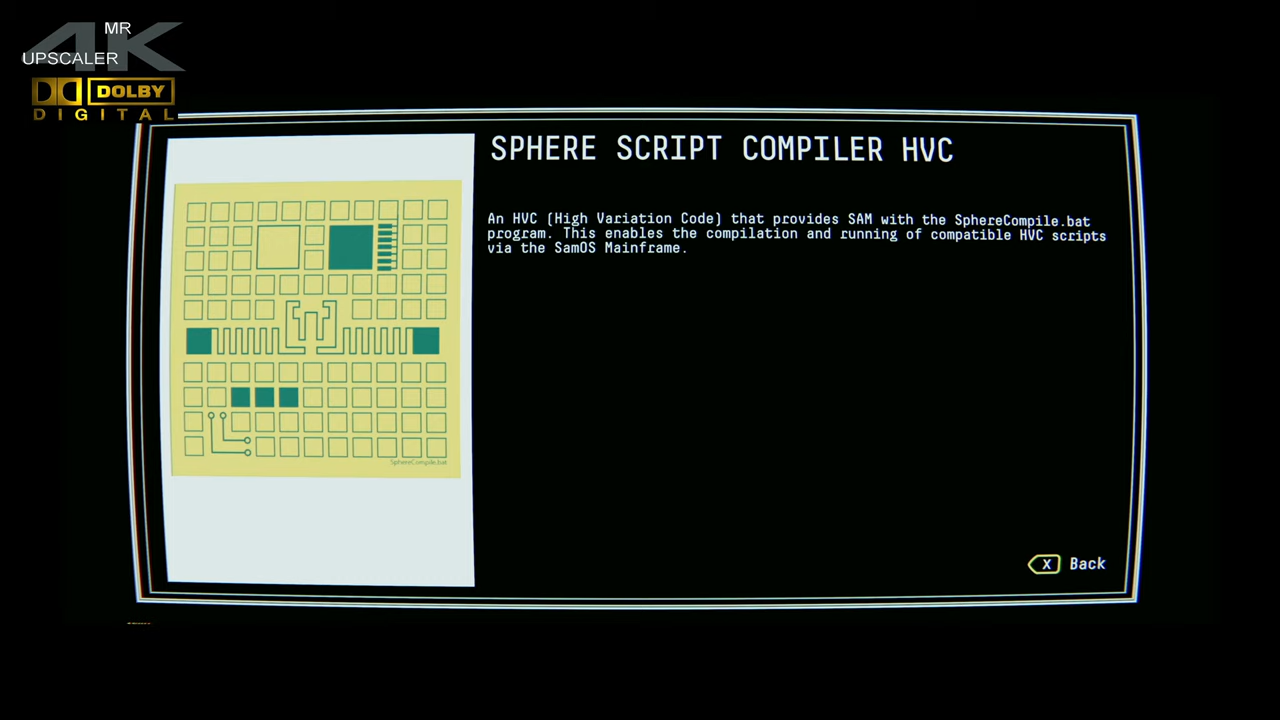 4K
MR
UPSCALER
DOLBY
DIGITAL
SPHERE SCRIPT COMPILER HVC
An HVC (High Variation Code) that provides SAM with the SphereCompile.bat
program. This enables the compilation and running of compatible HVC scripts
via the SamOS Mainframe.
SphereCompile.bat
X Back